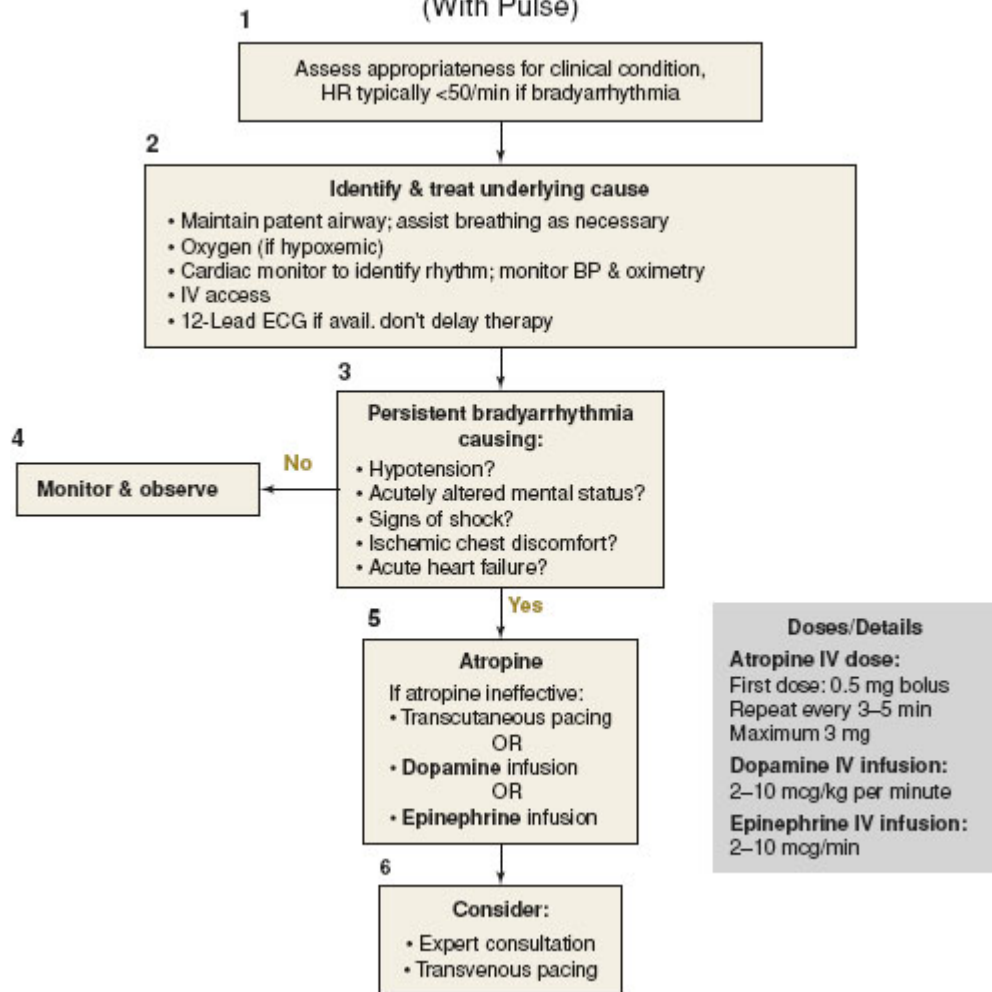 (With Pulse)
1
Assess appropriateness for clinical condition,
HR typically <50/min if bradyarrhythmia
2
Identify & treat underlying cause
• Maintain patent airway; assist breathing as necessary
• Oxygen (if hypoxemic)
• Cardiac monitor to identify rhythm; monitor BP & oximetry
• IV access
• 12-Lead ECG if avail. don't delay therapy
3
Persistent bradyarrhythmia
causing:
• Hypotension?
• Acutely altered mental status?
• Signs of shock?
• Ischemic chest discomfort?
• Acute heart failure?
4
No
Monitor & observe
Yes
5
Atropine
If atropine ineffective:
• Transcutaneous pacing
OR
• Dopamine infusion
OR
• Epinephrine infusion
Doses/Details
Atropine IV dose:
First dose: 0.5 mg bolus
Repeat every 3–5 min
Maximum 3 mg
Dopamine IV infusion:
2–10 mcg/kg per minute
Epinephrine IV infusion:
2–10 mcg/min
6
Consider:
• Expert consultation
• Transvenous pacing